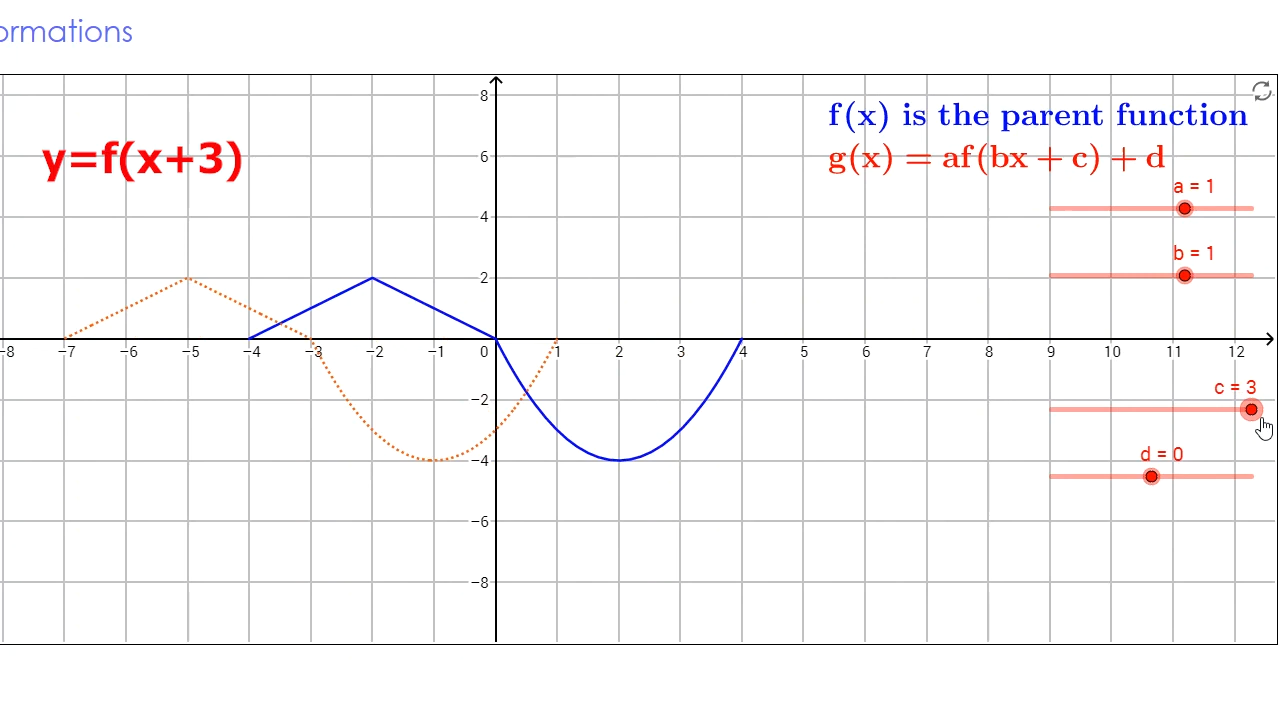 ormations
f(x) is the parent function
y=f(x+3)
g(x) = af(bx + c) + d
a = 1
b = 1
c = 3
d = 0
8
6
4
2
−8 −7 −6 −5 −4 −3 −2 −1 0 1 2 3 4 5 6 7 8 9 10 11 12
−2
−4
−6
−8